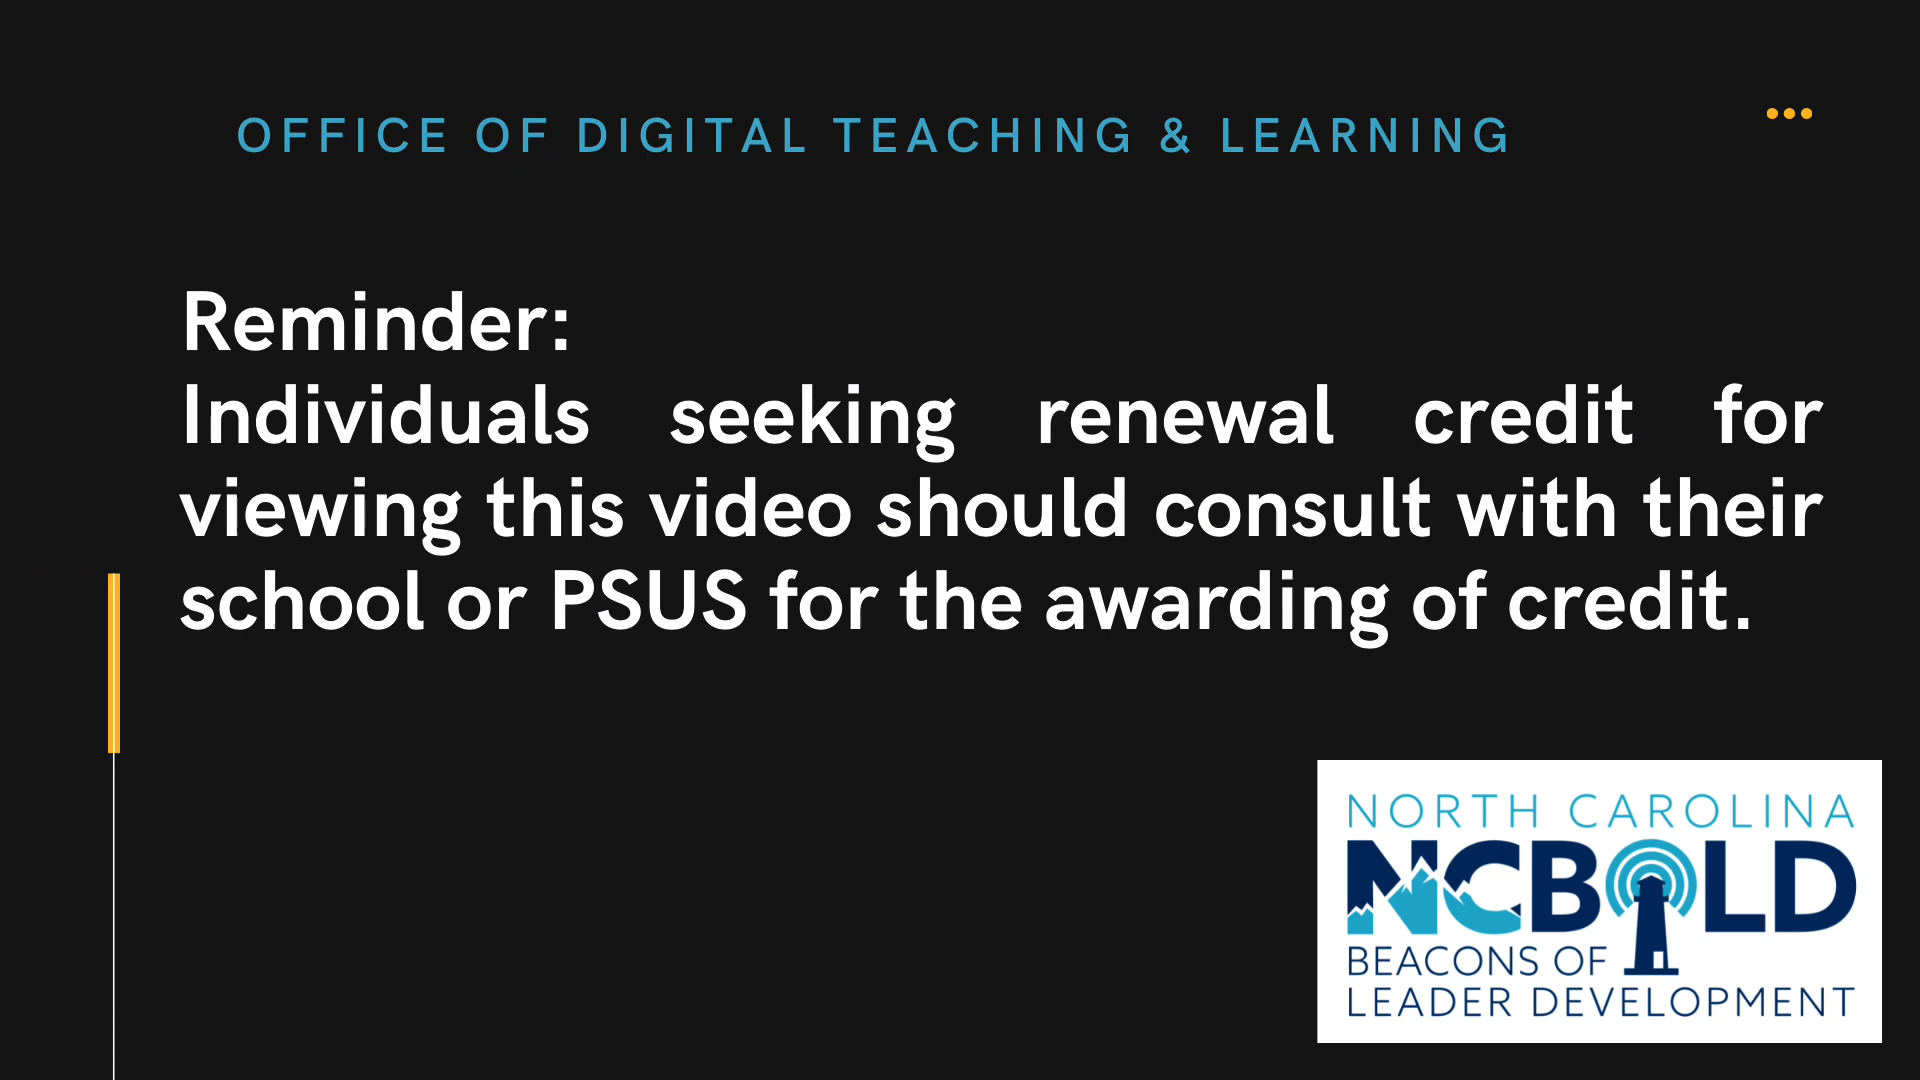 OFFICE OF DIGITAL TEACHING & LEARNING
Reminder:
Individuals seeking renewal credit for
viewing this video should consult with their
school or PSUS for the awarding of credit.
NORTH CAROLINA
NCBOLD
BEACONS OF
LEADER DEVELOPMENT